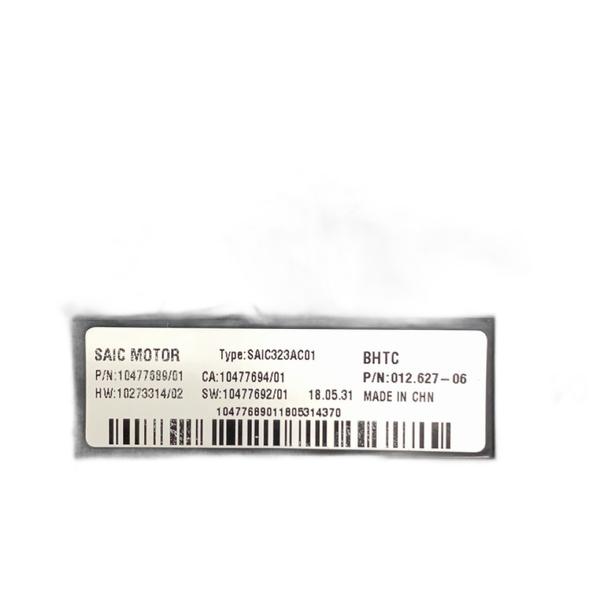 SAIC MOTOR Type:SAIC323AC01 BHTC
P/N:10477689/01 CA:10477694/01 P/N:012.627-06
HW:10273314/02 SW:10477692/01 18.05.31 MADE IN CHN
10477689011805314370